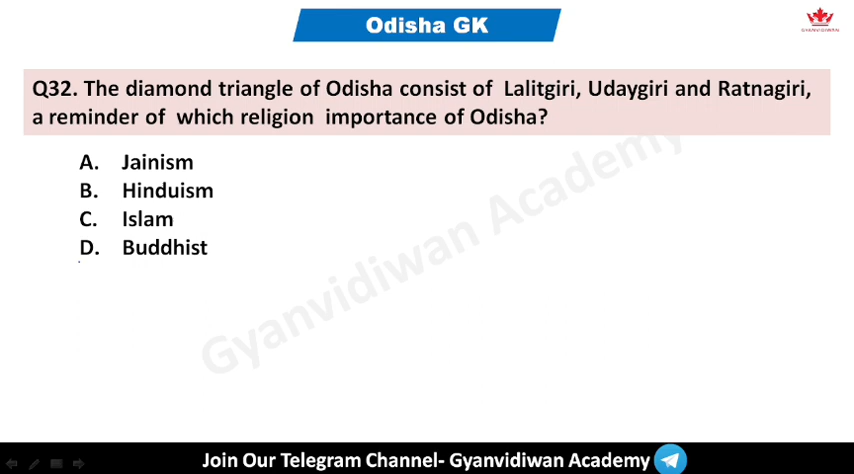 Odisha GK
GYANVIDIWAN
Q32. The diamond triangle of Odisha consist of Lalitgiri, Udaygiri and Ratnagiri,
a reminder of which religion importance of Odisha?
A. Jainism
B. Hinduism
C. Islam
D. Buddhist
Gyanvidiwan Academy
Join Our Telegram Channel- Gyanvidiwan Academy